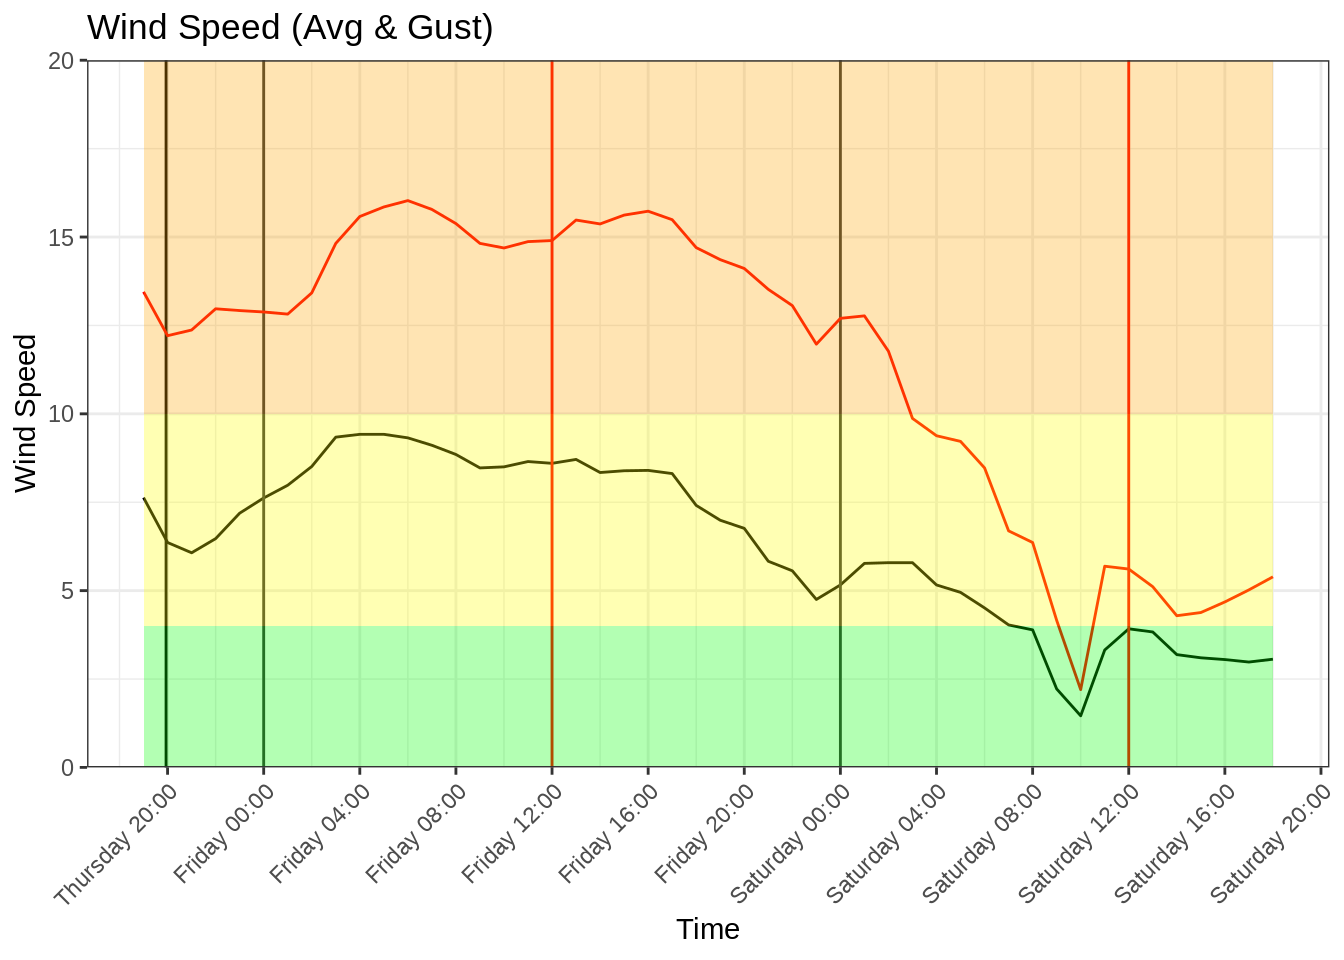 Wind Speed (Avg & Gust)
20
15
10
5
0
Wind Speed
Thursday 20:00
Friday 00:00
Friday 04:00
Friday 08:00
Friday 12:00
Friday 16:00
Friday 20:00
Saturday 00:00
Saturday 04:00
Saturday 08:00
Saturday 12:00
Saturday 16:00
Saturday 20:00
Time